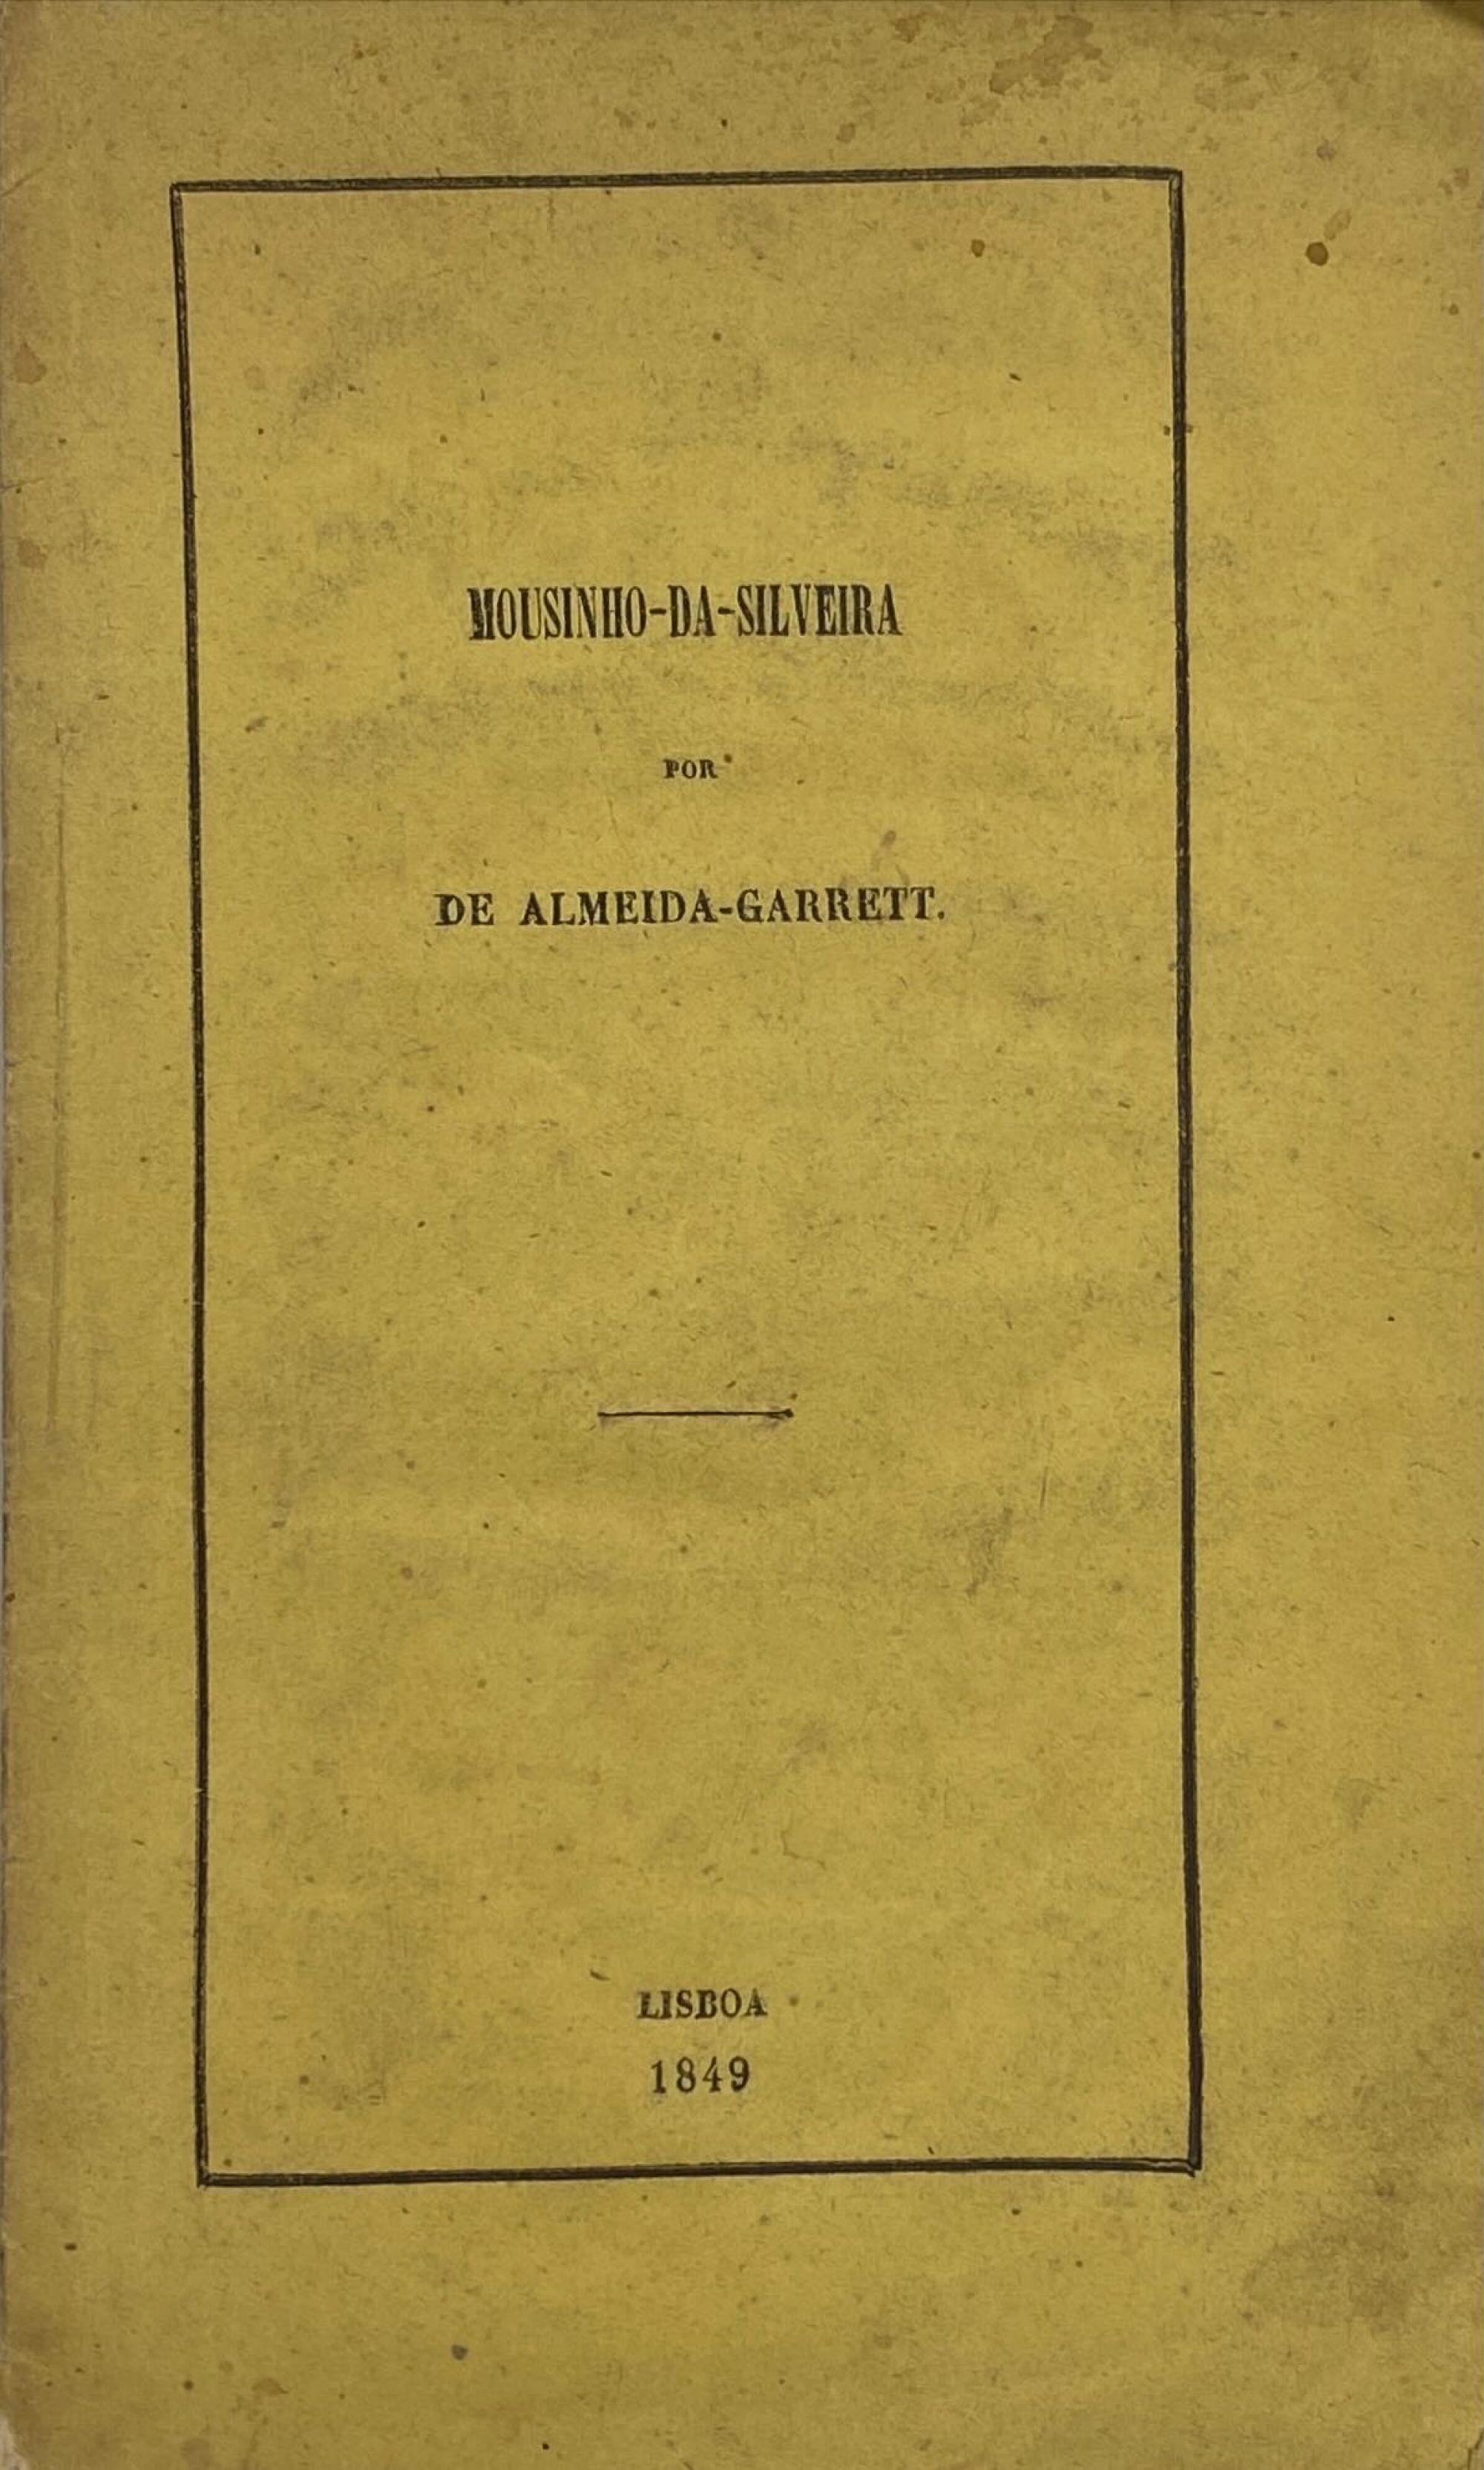 MOUSINHO-DA-SILVEIRA
POR
DE ALMEIDA-GARRETT.
LISBOA
1849